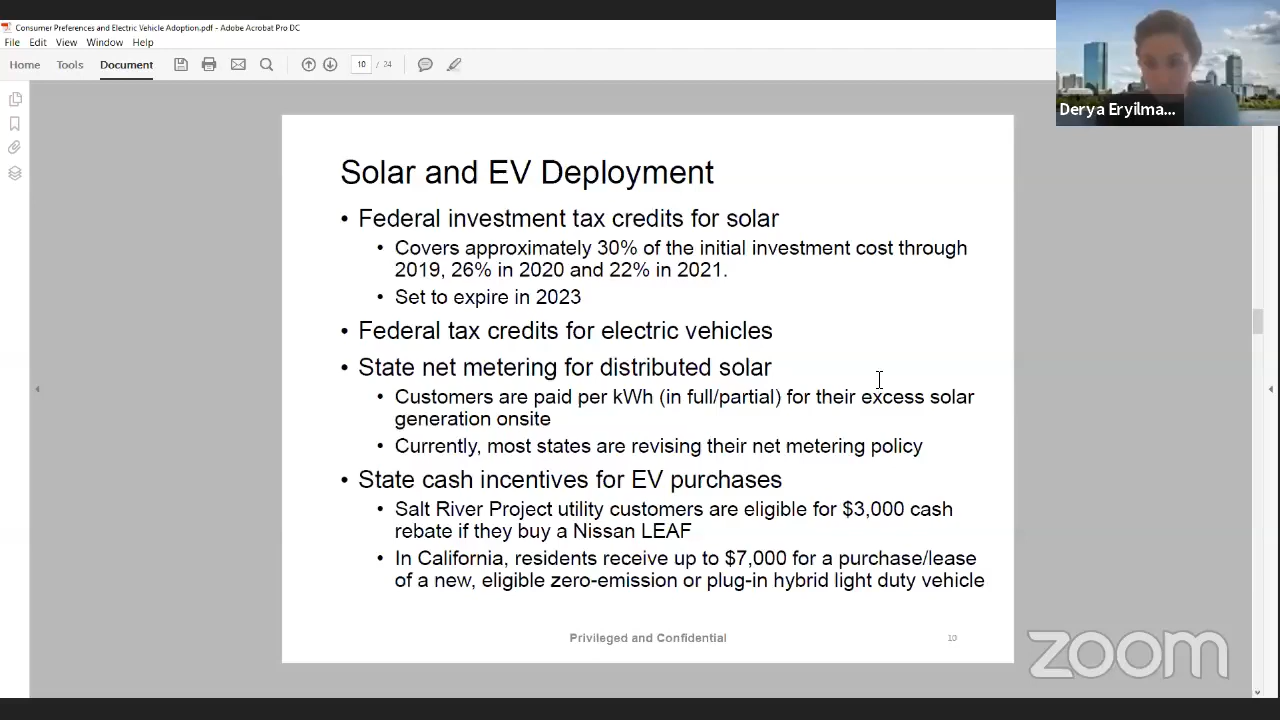 Consumer Preferences and Electric Vehicle Adoption.pdf - Adobe Acrobat Pro DC
File Edit View Window Help
Home Tools Document 10 / 24
Derya Eryilma...
Solar and EV Deployment
• Federal investment tax credits for solar
• Covers approximately 30% of the initial investment cost through
2019, 26% in 2020 and 22% in 2021.
• Set to expire in 2023
• Federal tax credits for electric vehicles
• State net metering for distributed solar
• Customers are paid per kWh (in full/partial) for their excess solar
generation onsite
• Currently, most states are revising their net metering policy
• State cash incentives for EV purchases
• Salt River Project utility customers are eligible for $3,000 cash
rebate if they buy a Nissan LEAF
• In California, residents receive up to $7,000 for a purchase/lease
of a new, eligible zero-emission or plug-in hybrid light duty vehicle
Privileged and Confidential 10
zoom